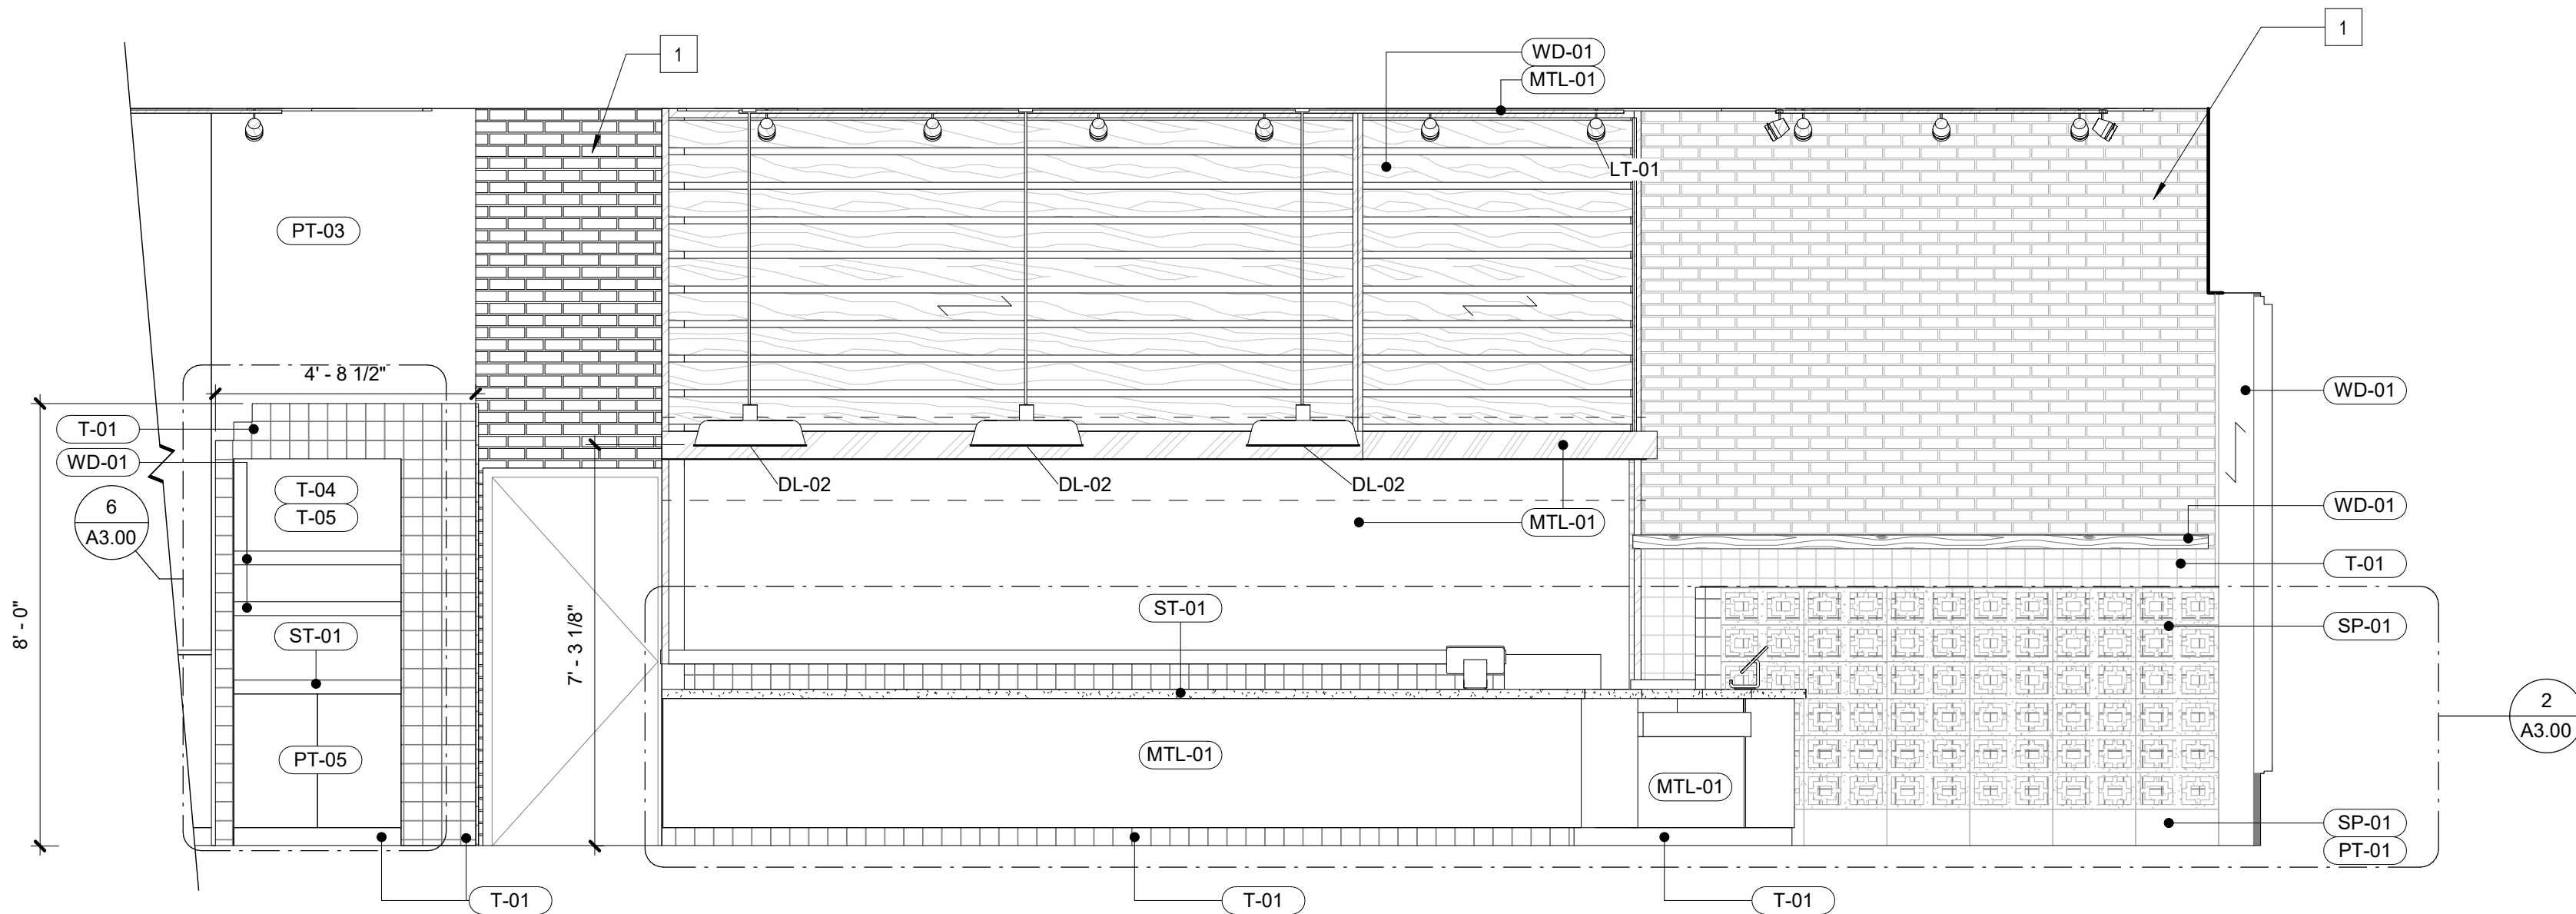 1
1
WD-01
MTL-01
LT-01
PT-03
4' - 8 1/2"
WD-01
T-01
WD-01
T-04
T-05
DL-02
DL-02
DL-02
WD-01
6
A3.00
MTL-01
T-01
8' - 0"
7' - 3 1/8"
ST-01
ST-01
SP-01
2
A3.00
PT-05
MTL-01
MTL-01
SP-01
PT-01
T-01
T-01
T-01